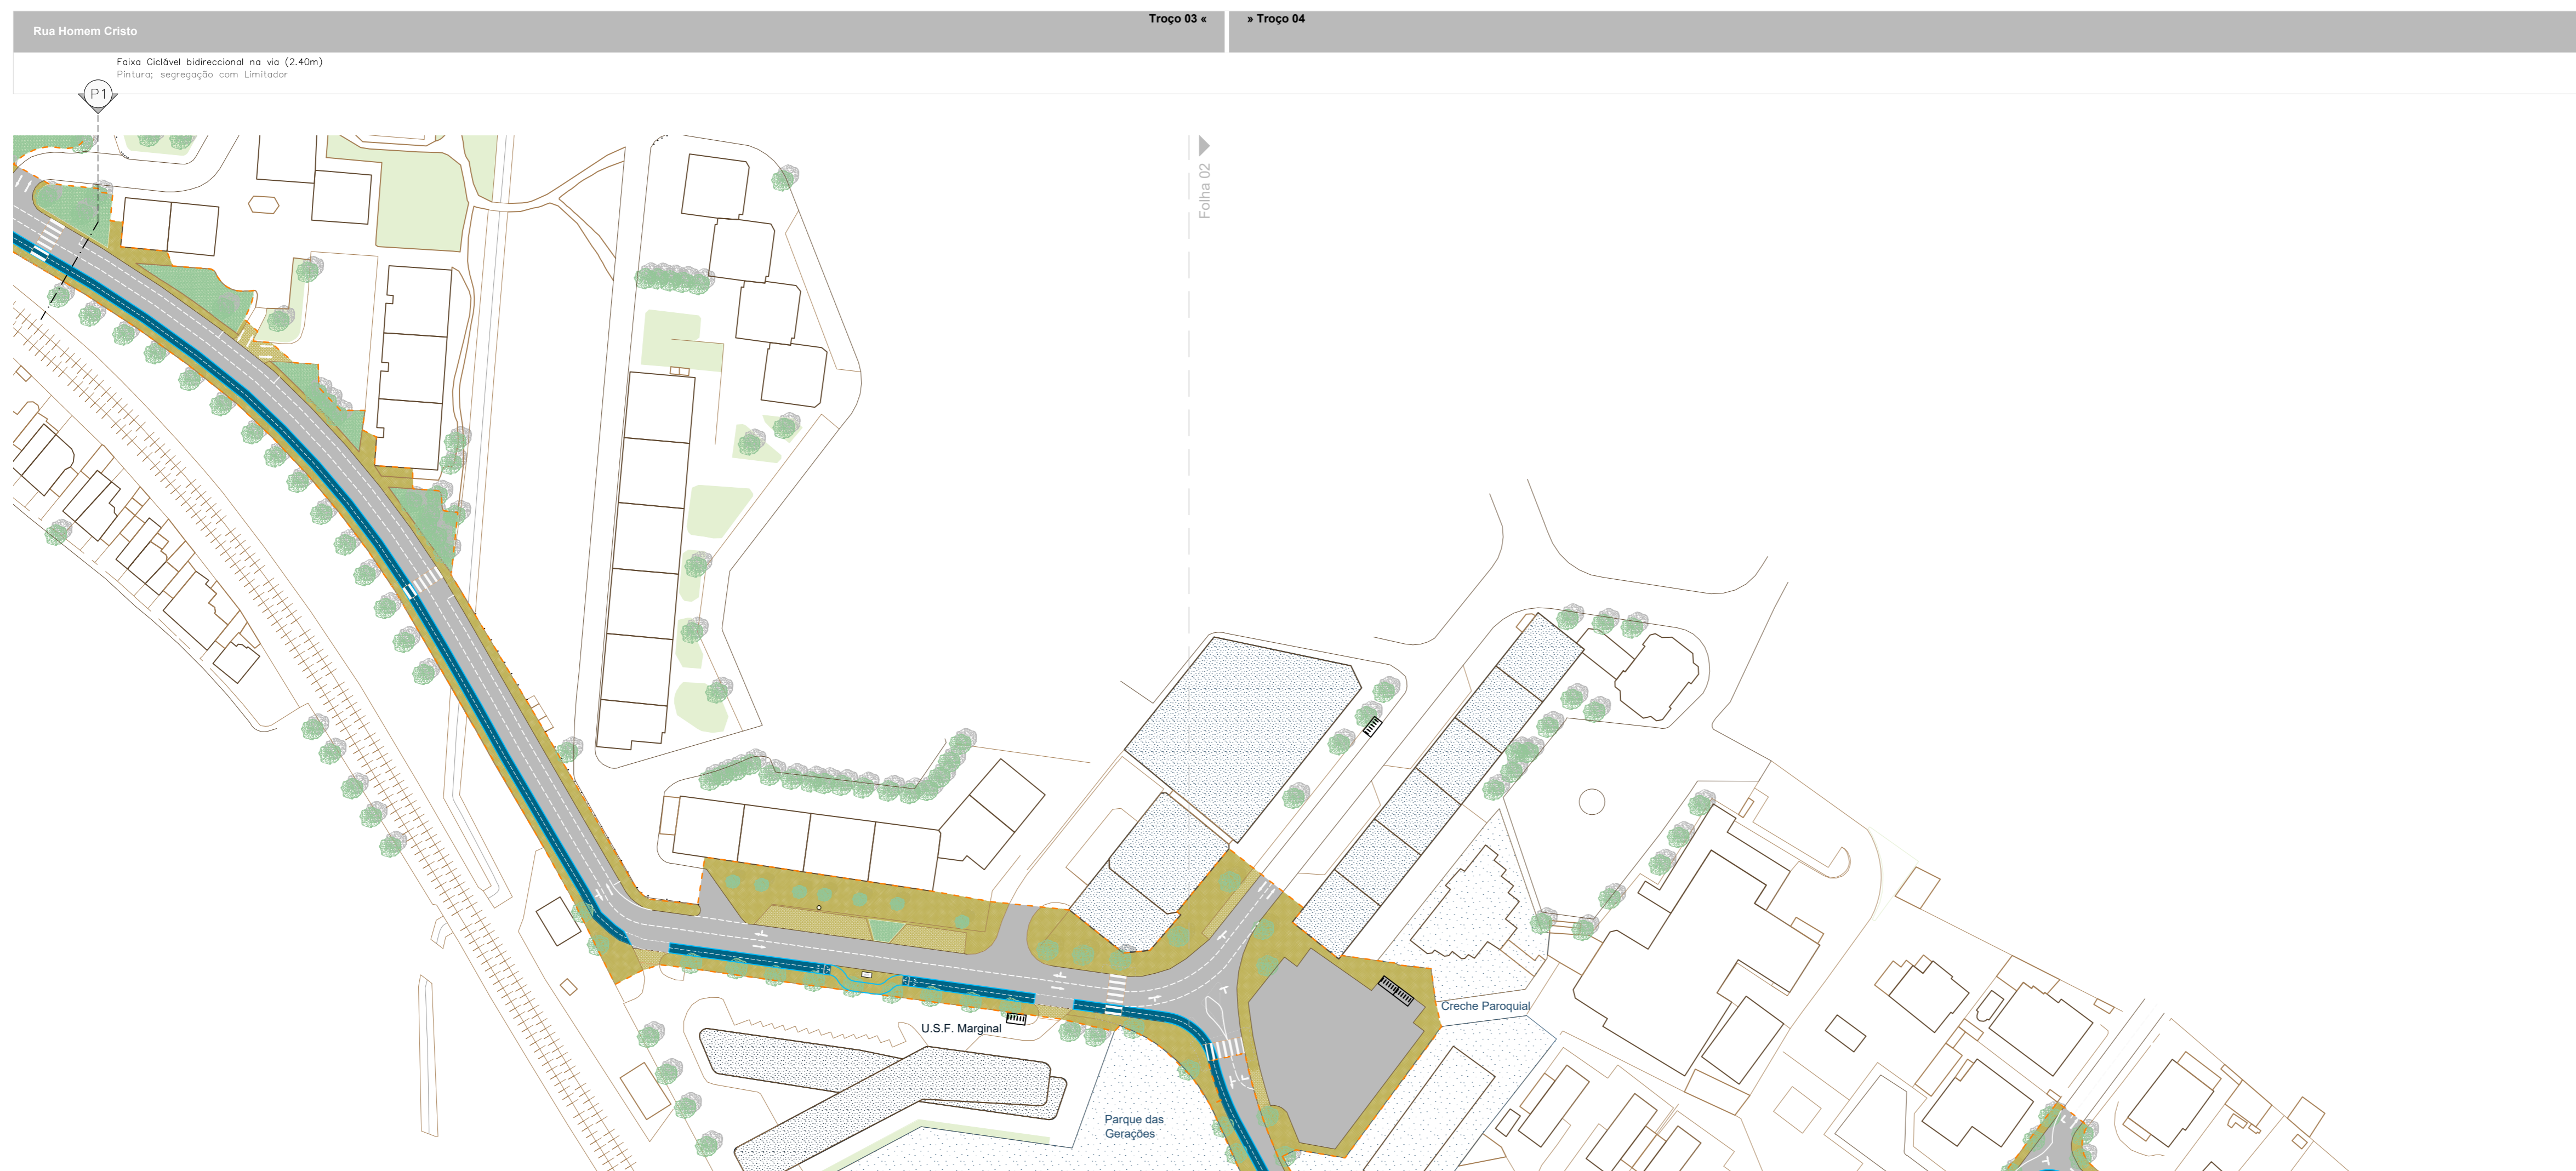 Troço 03 «
» Troço 04
Rua Homem Cristo
Faixa Ciclável bidireccional na via (2.40m)
Pintura; segregação com Limitador
P1
Folha 02
Creche Paroquial
U.S.F. Marginal
Parque das
Gerações